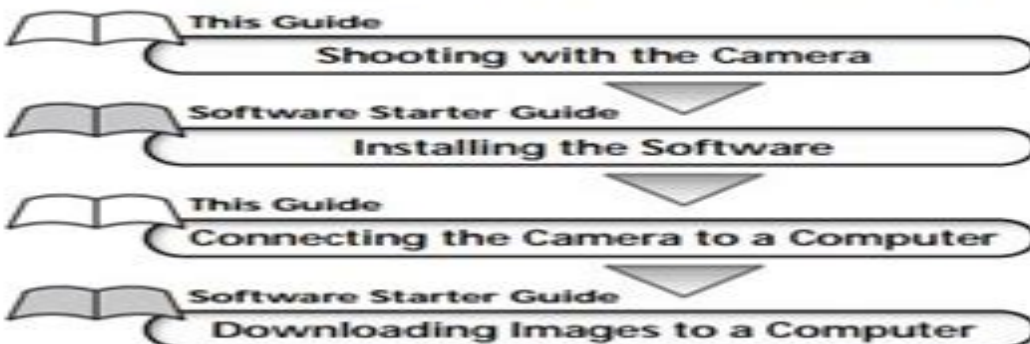 This Guide
Shooting with the Camera
Software Starter Guide
Installing the Software
This Guide
Connecting the Camera to a Computer
Software Starter Guide
Downloading Images to a Computer